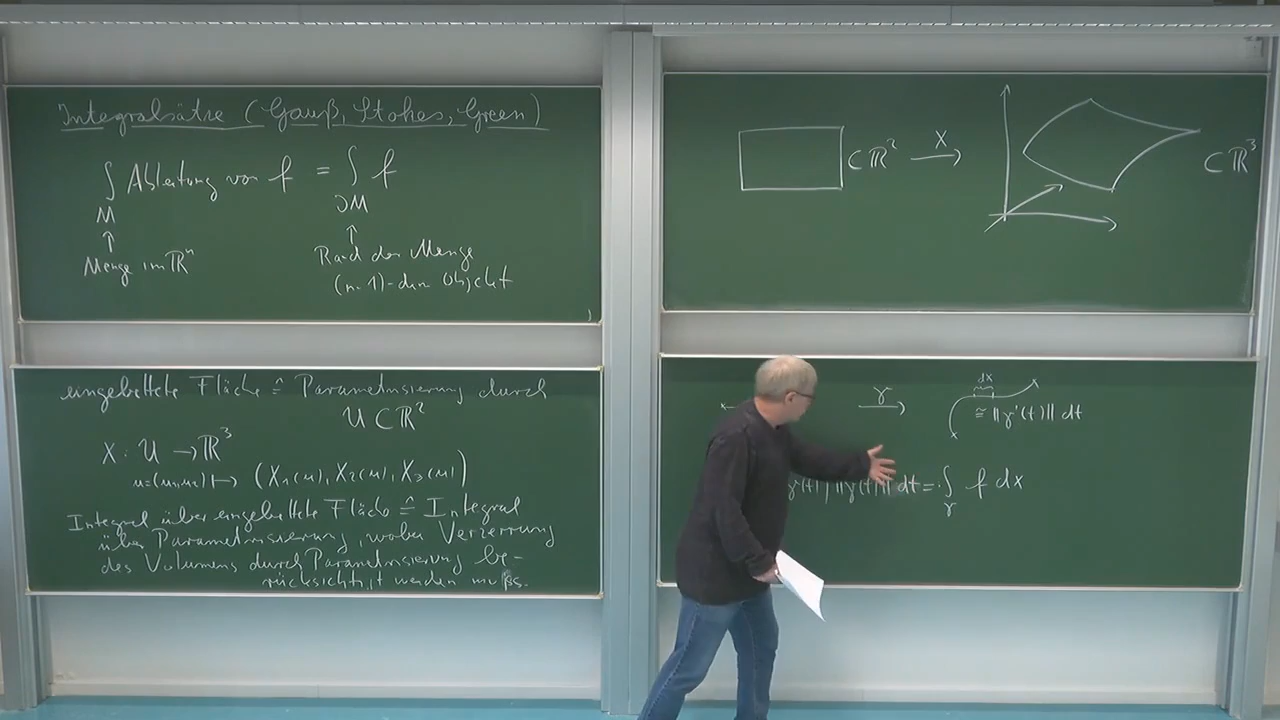 Integralsätze (Gauß, Stokes, Green)
∫ Ableitung von f = ∫ f
M ∂M
↑ ↑
Menge im ℝⁿ
Rand der Menge
(n-1)-dim Objekt
eingebettete Fläche ≙ Parametrisierung durch
U ⊂ ℝ²
X : U → ℝ³
u=(u₁,u₂) ↦ (X₁(u), X₂(u), X₃(u))
Integral über eingebettete Fläche ≙ Integral
über Parametrisierung, wobei Verzerrung
des Volumens durch Parametrisierung be-
rücksichtigt werden muss.
⊂ ℝ² X → ⊂ ℝ³
γ → dx
≅ ‖γ'(t)‖ dt
γ(t) ‖γ'(t)‖ dt = ∫ f dx
γ